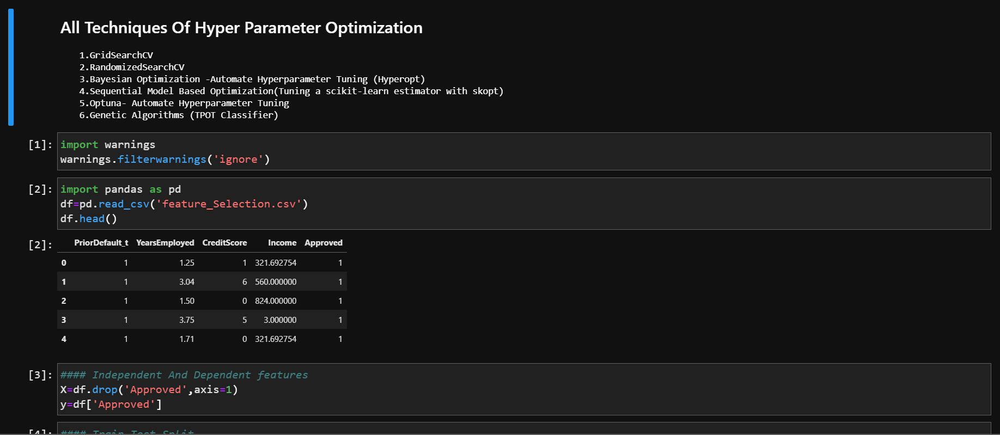 All Techniques Of Hyper Parameter Optimization
1.GridSearchCV
2.RandomizedSearchCV
3.Bayesian Optimization -Automate Hyperparameter Tuning (Hyperopt)
4.Sequential Model Based Optimization(Tuning a scikit-learn estimator with skopt)
5.Optuna- Automate Hyperparameter Tuning
6.Genetic Algorithms (TPOT Classifier)
[1]: import warnings
warnings.filterwarnings('ignore')
[2]: import pandas as pd
df=pd.read_csv('feature_Selection.csv')
df.head()
[2]: PriorDefault_t YearsEmployed CreditScore Income Approved
0 1 1.25 1 321.692754 1
1 1 3.04 6 560.000000 1
2 1 1.50 0 824.000000 1
3 1 3.75 5 3.000000 1
4 1 1.71 0 321.692754 1
[3]: #### Independent And Dependent features
X=df.drop('Approved',axis=1)
y=df['Approved']
[4]: #### Train Test Split